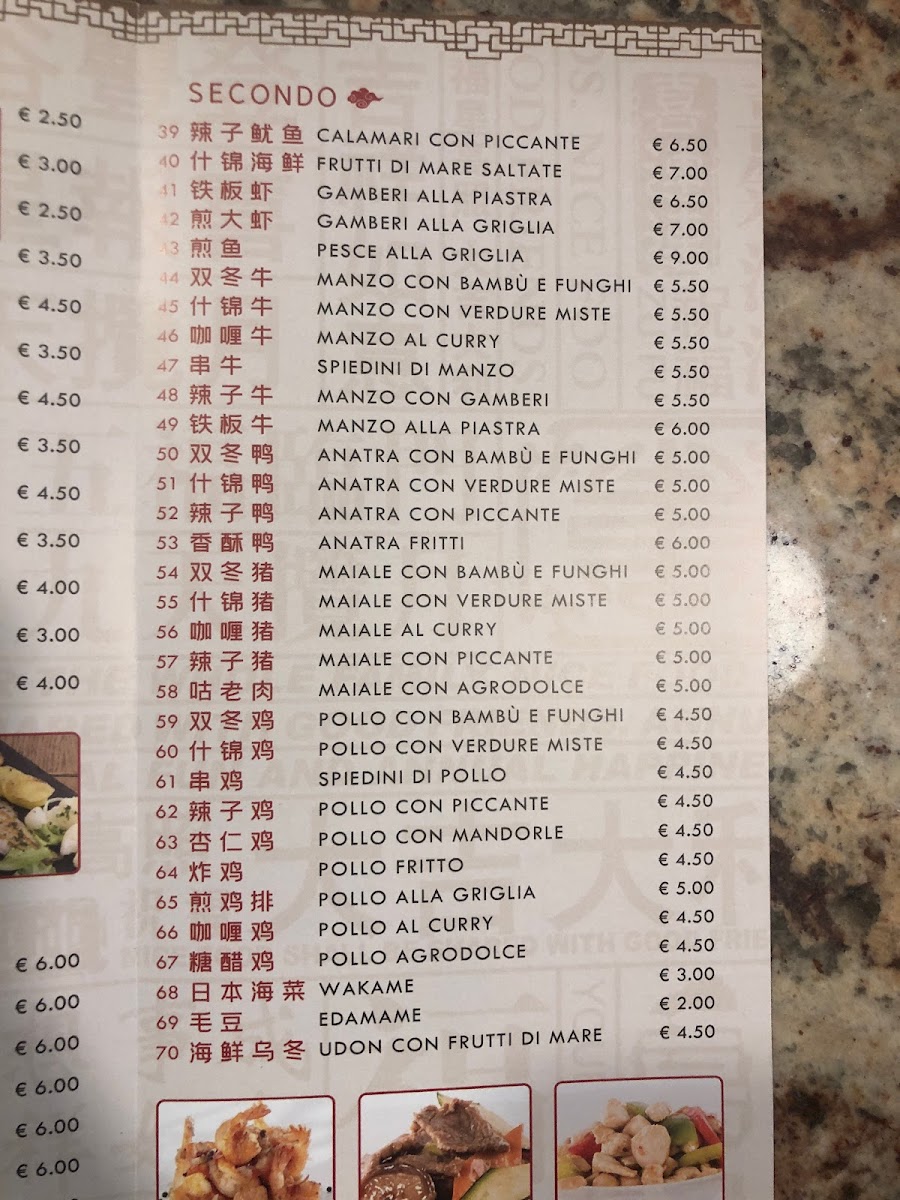 € 2.50
€ 3.00
€ 2.50
€ 3.50
€ 4.50
€ 3.50
€ 4.50
€ 3.50
€ 4.50
€ 3.50
€ 4.00
€ 3.00
€ 4.00
€ 6.00
€ 6.00
€ 6.00
€ 6.00
€ 6.00
€ 6.00
SECONDO
39 辣子鱿鱼 CALAMARI CON PICCANTE € 6.50
40 什锦海鲜 FRUTTI DI MARE SALTATE € 7.00
41 铁板虾 GAMBERI ALLA PIASTRA € 6.50
42 煎大虾 GAMBERI ALLA GRIGLIA € 7.00
43 煎鱼 PESCE ALLA GRIGLIA € 9.00
44 双冬牛 MANZO CON BAMBÙ E FUNGHI € 5.50
45 什锦牛 MANZO CON VERDURE MISTE € 5.50
46 咖喱牛 MANZO AL CURRY € 5.50
47 串牛 SPIEDINI DI MANZO € 5.50
48 辣子牛 MANZO CON GAMBERI € 5.50
49 铁板牛 MANZO ALLA PIASTRA € 6.00
50 双冬鸭 ANATRA CON BAMBÙ E FUNGHI € 5.00
51 什锦鸭 ANATRA CON VERDURE MISTE € 5.00
52 辣子鸭 ANATRA CON PICCANTE € 5.00
53 香酥鸭 ANATRA FRITTI € 6.00
54 双冬猪 MAIALE CON BAMBÙ E FUNGHI € 5.00
55 什锦猪 MAIALE CON VERDURE MISTE € 5.00
56 咖喱猪 MAIALE AL CURRY € 5.00
57 辣子猪 MAIALE CON PICCANTE € 5.00
58 咕老肉 MAIALE CON AGRODOLCE € 5.00
59 双冬鸡 POLLO CON BAMBÙ E FUNGHI € 4.50
60 什锦鸡 POLLO CON VERDURE MISTE € 4.50
61 串鸡 SPIEDINI DI POLLO € 4.50
62 辣子鸡 POLLO CON PICCANTE € 4.50
63 杏仁鸡 POLLO CON MANDORLE € 4.50
64 炸鸡 POLLO FRITTO € 4.50
65 煎鸡排 POLLO ALLA GRIGLIA € 5.00
66 咖喱鸡 POLLO AL CURRY € 4.50
67 糖醋鸡 POLLO AGRODOLCE € 4.50
68 日本海菜 WAKAME € 3.00
69 毛豆 EDAMAME € 2.00
70 海鲜乌冬 UDON CON FRUTTI DI MARE € 4.50